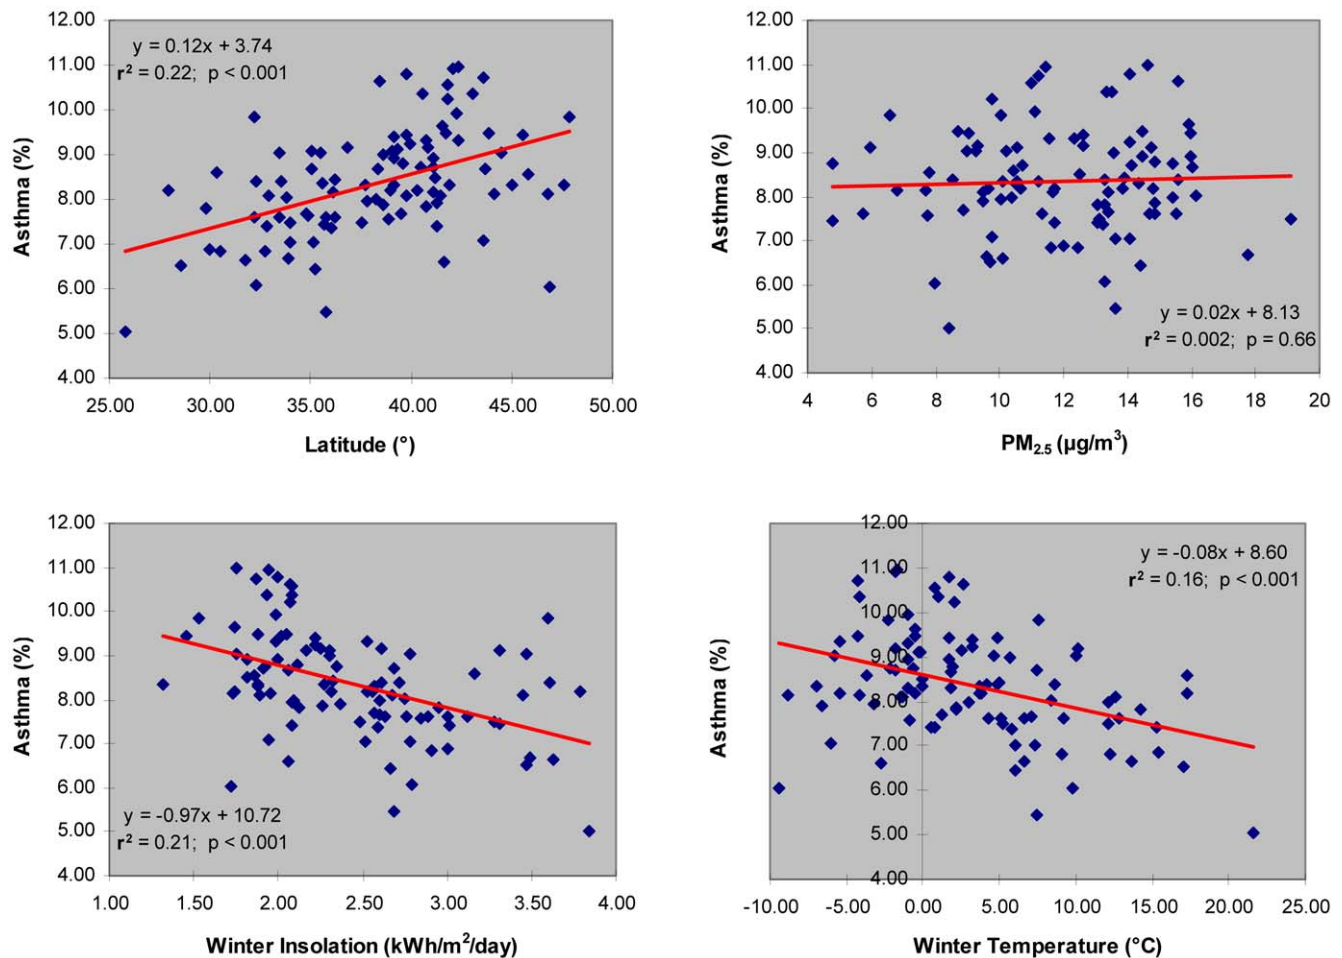 12.00
11.00
10.00
9.00
8.00
7.00
6.00
5.00
4.00
Asthma (%)
y = 0.12x + 3.74
r² = 0.22; p < 0.001
25.00 30.00 35.00 40.00 45.00 50.00
Latitude (°)
12.00
11.00
10.00
9.00
8.00
7.00
6.00
5.00
4.00
Asthma (%)
y = 0.02x + 8.13
r² = 0.002; p = 0.66
4 6 8 10 12 14 16 18 20
PM₂.₅ (µg/m³)
12.00
11.00
10.00
9.00
8.00
7.00
6.00
5.00
4.00
Asthma (%)
y = -0.97x + 10.72
r² = 0.21; p < 0.001
1.00 1.50 2.00 2.50 3.00 3.50 4.00
Winter Insolation (kWh/m²/day)
12.00
11.00
10.00
9.00
8.00
7.00
6.00
5.00
4.00
Asthma (%)
y = -0.08x + 8.60
r² = 0.16; p < 0.001
-10.00 -5.00 0.00 5.00 10.00 15.00 20.00 25.00
Winter Temperature (°C)